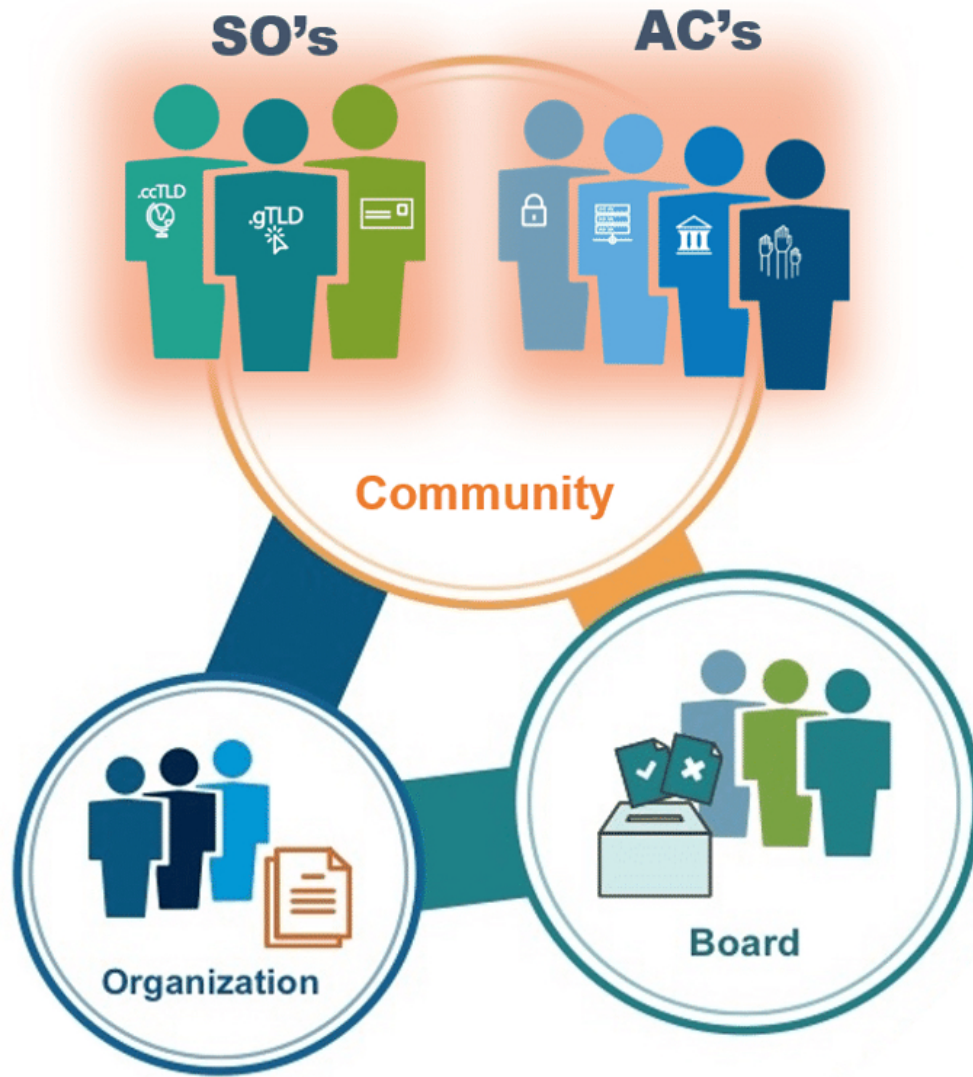 SO's
AC's
.ccTLD
.gTLD
Community
Organization
Board